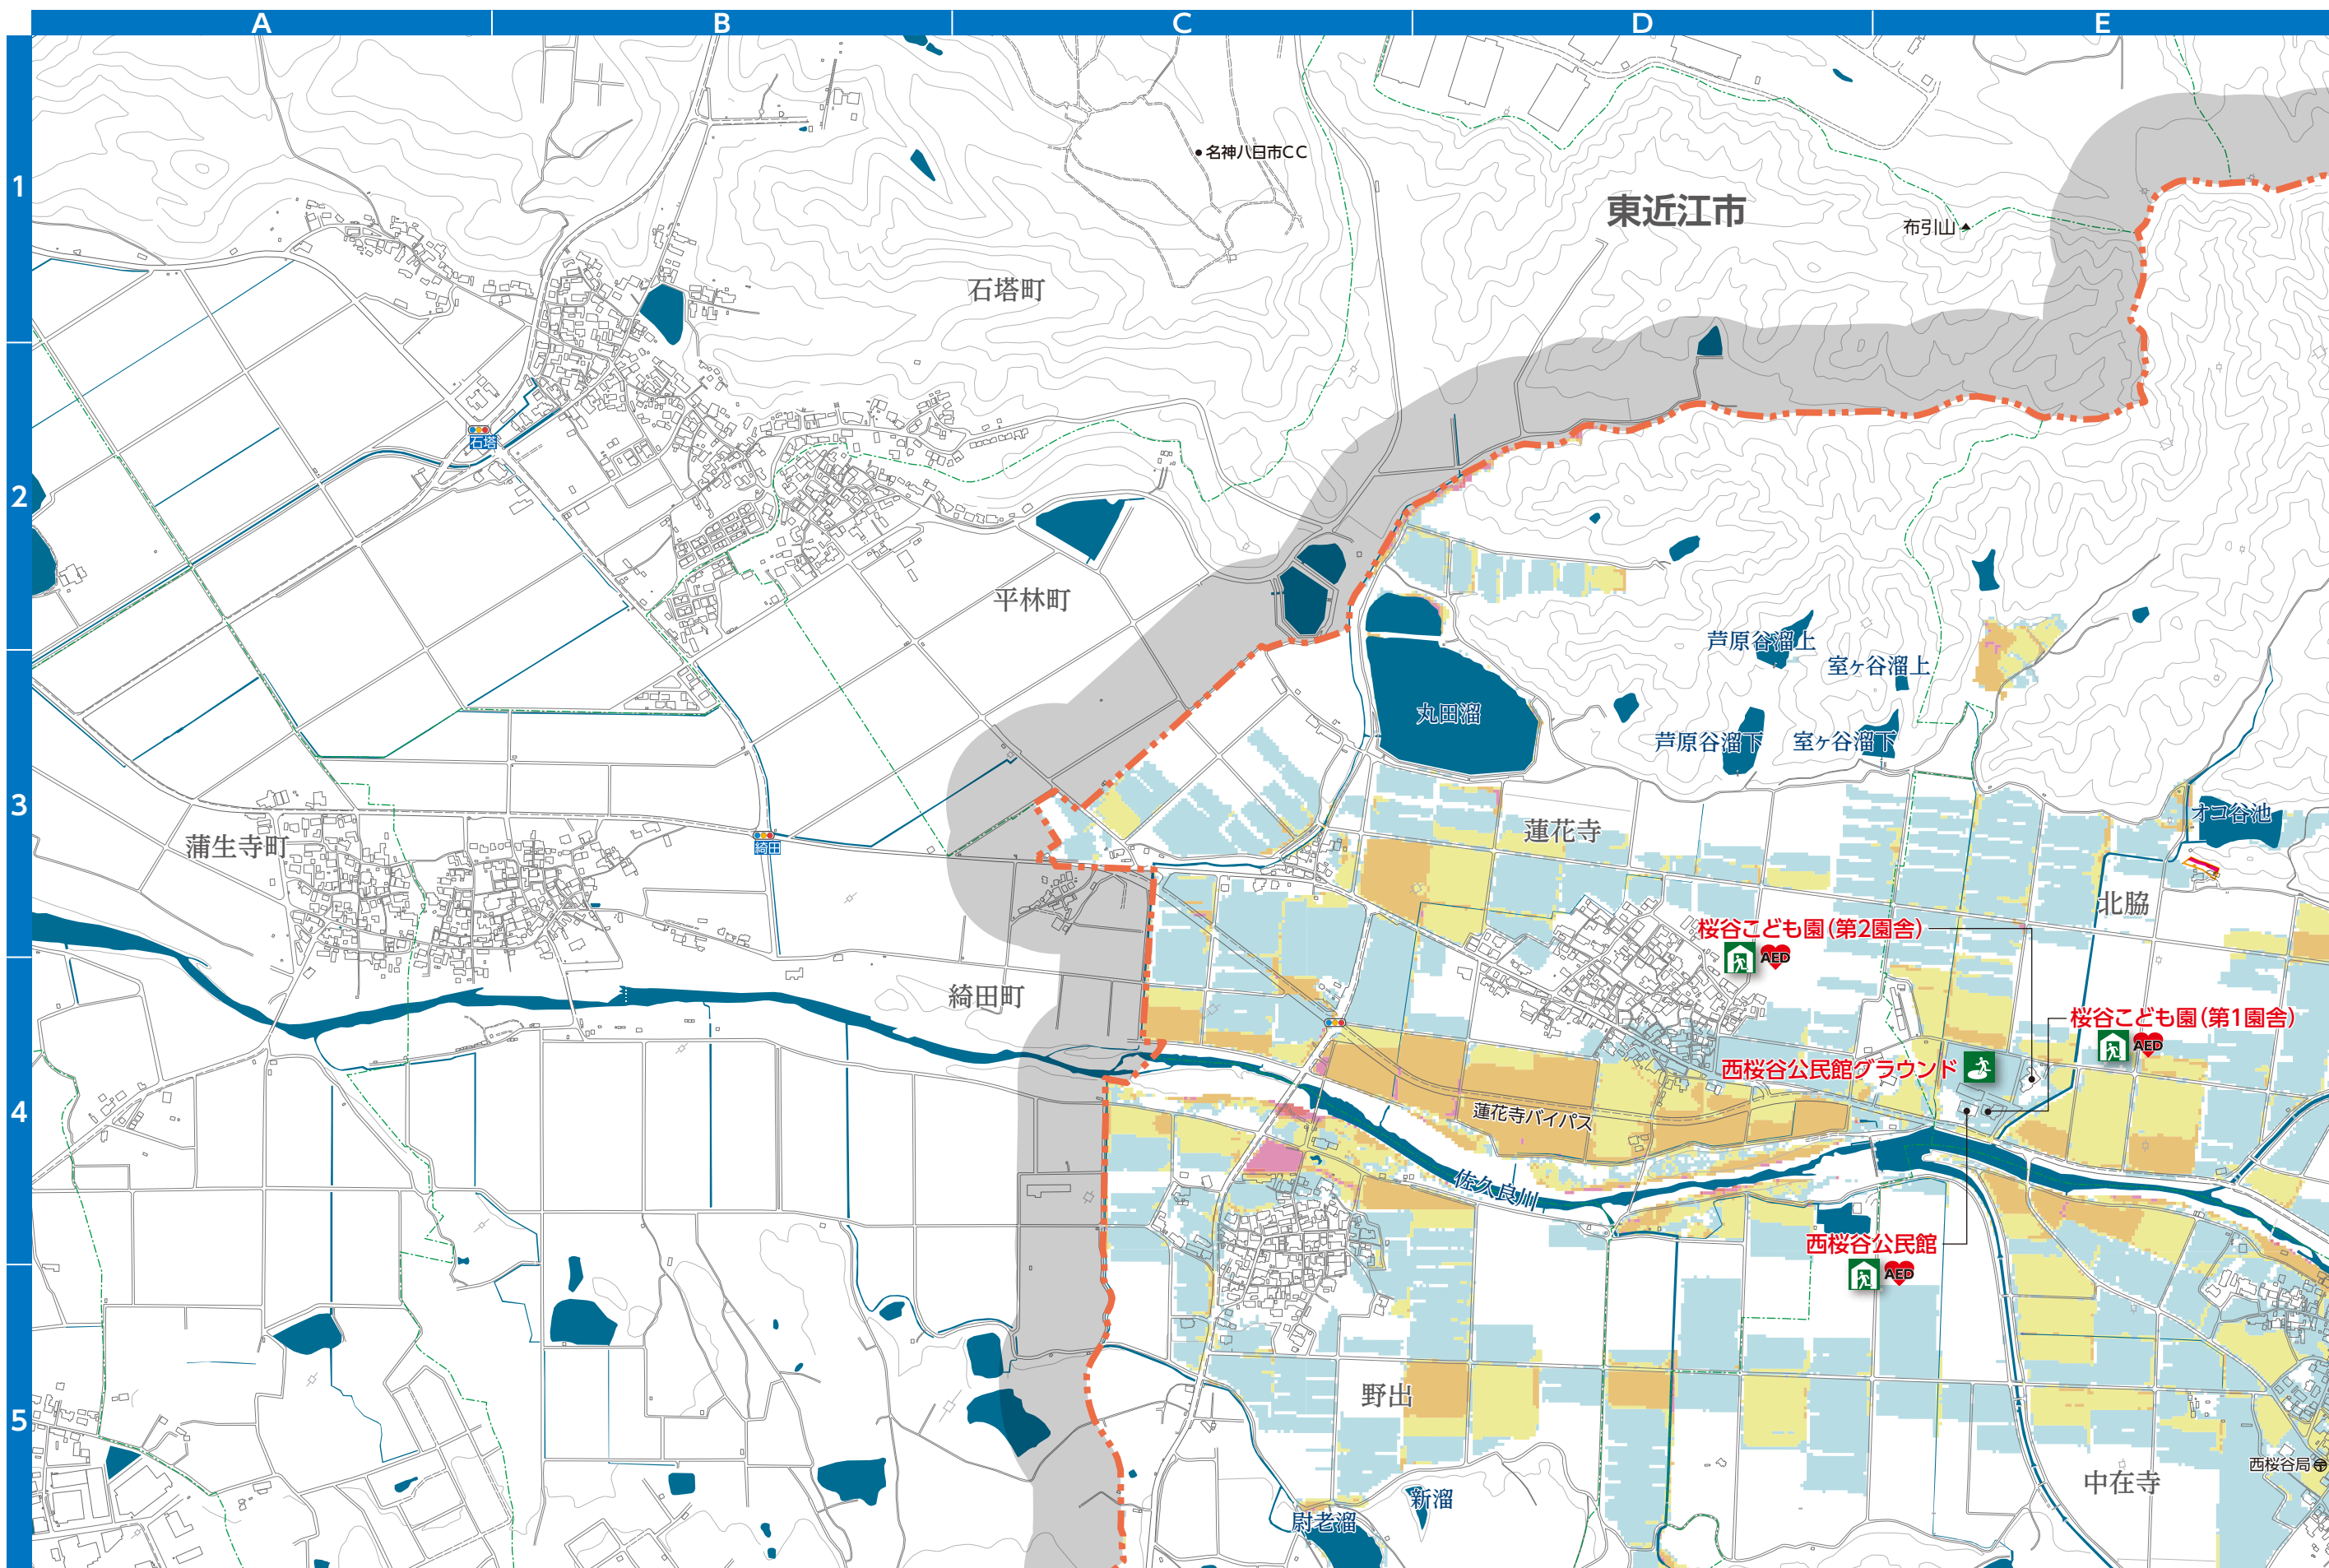 A
B
C
D
E
1
2
3
4
5
名神八日市CC
東近江市
布引山
石塔町
石塔
平林町
芦原谷溜上
室ヶ谷溜上
丸田溜
芦原谷溜下
室ヶ谷溜下
オコ谷池
蓮花寺
蒲生寺町
綺田
北脇
桜谷こども園(第2園舎)
AED
綺田町
桜谷こども園(第1園舎)
AED
西桜谷公民館グラウンド
蓮花寺バイパス
佐久良川
西桜谷公民館
AED
野出
西桜谷局
中在寺
新溜
尉老溜